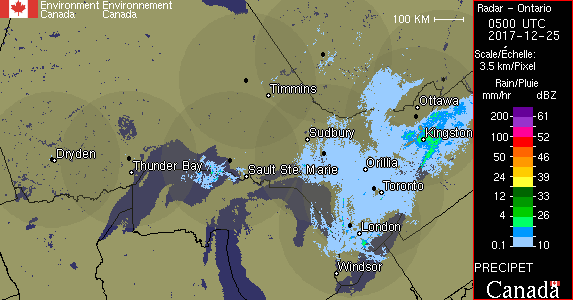 Environment Environnement
Canada Canada
100 KM
Timmins
Ottawa
Sudbury
Kingston
Dryden
Thunder Bay
Sault Ste. Marie
Orillia
Toronto
London
Windsor
Radar - Ontario
0500 UTC
2017-12-25
Scale/Échelle:
3.5 km/Pixel
Rain/Pluie
mm/hr dBZ
200 61
100 52
50 46
24 39
12 33
4 26
0.1 10
PRECIPET
Canada